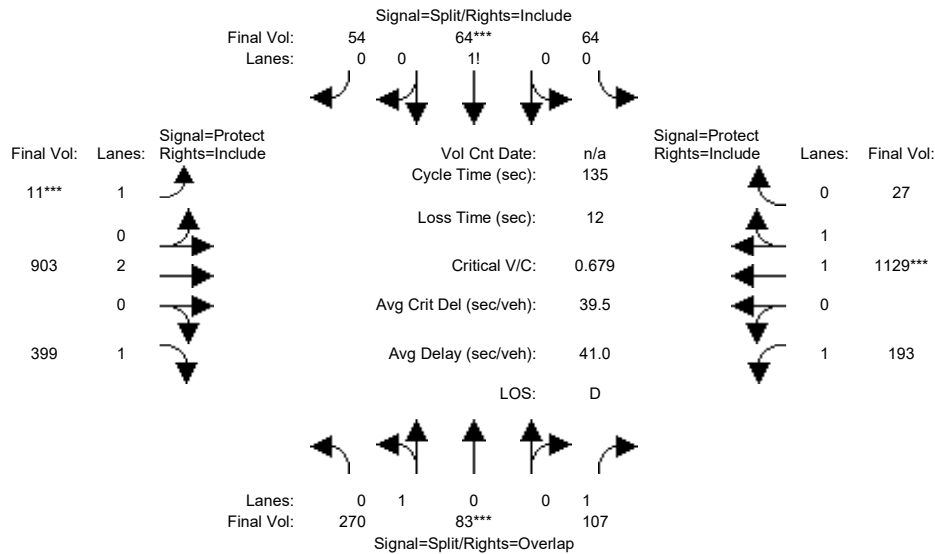 Signal=Split/Rights=Include
Final Vol: 54 64*** 64
Lanes: 0 0 1! 0 0
Signal=Protect
Final Vol: Lanes: Rights=Include
Vol Cnt Date: n/a
Signal=Protect
Rights=Include Lanes: Final Vol:
Cycle Time (sec): 135
11*** 1
0 27
Loss Time (sec): 12
0
1
903 2
Critical V/C: 0.679
1 1129***
0
Avg Crit Del (sec/veh): 39.5
0
399 1
Avg Delay (sec/veh): 41.0
1 193
LOS: D
Lanes: 0 1 0 0 1
Final Vol: 270 83*** 107
Signal=Split/Rights=Overlap